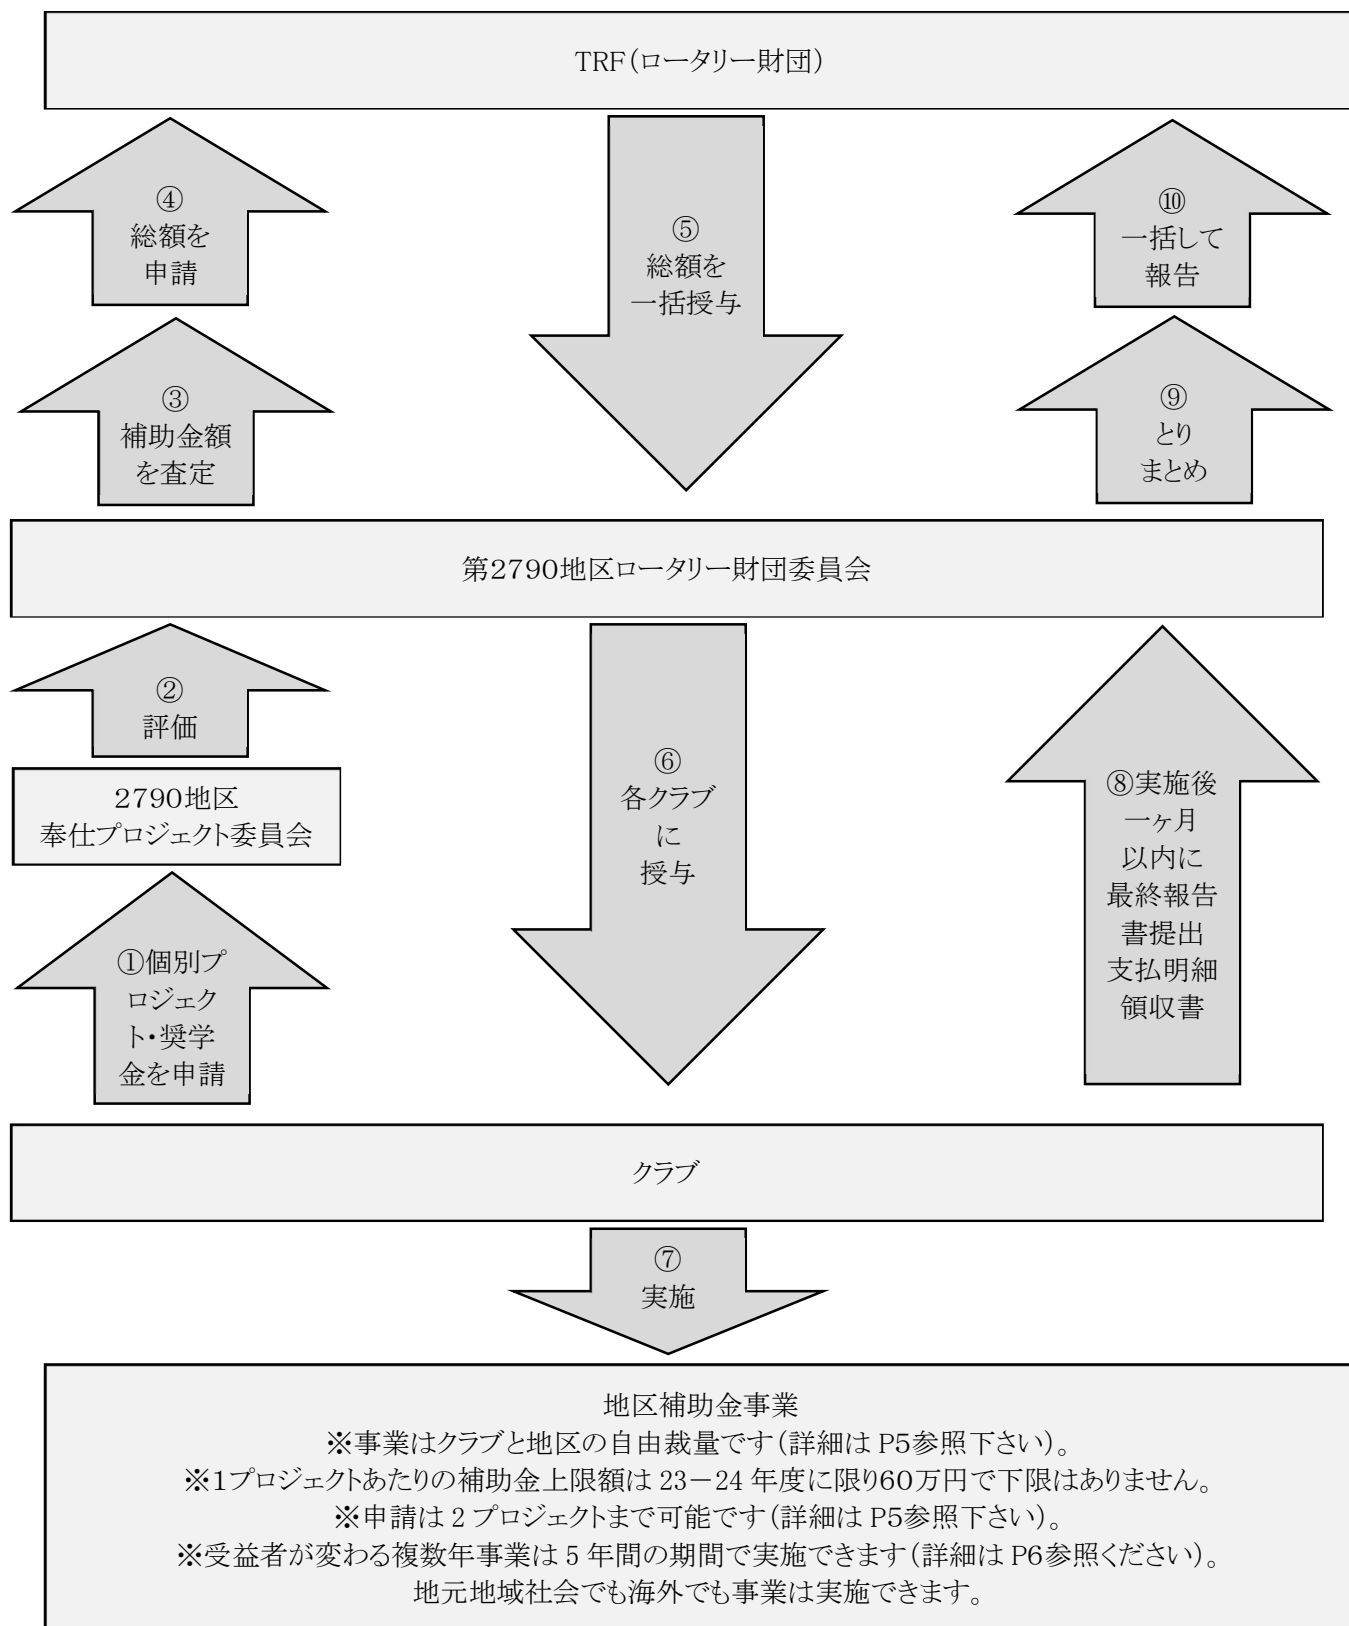 TRF(ロータリー財団)
④
総額を
申請
⑤
総額を
一括授与
⑩
一括して
報告
③
補助金額
を査定
⑨
とり
まとめ
第2790地区ロータリー財団委員会
②
評価
2790地区
奉仕プロジェクト委員会
①個別プ
ロジェク
ト・奨学
金を申請
⑥
各クラブ
に
授与
⑧実施後
一ヶ月
以内に
最終報告
書提出
支払明細
領収書
クラブ
⑦
実施
地区補助金事業
※事業はクラブと地区の自由裁量です(詳細は P5参照下さい)。
※1プロジェクトあたりの補助金上限額は 23－24 年度に限り60万円で下限はありません。
※申請は 2 プロジェクトまで可能です(詳細は P5参照下さい)。
※受益者が変わる複数年事業は 5 年間の期間で実施できます(詳細は P6参照ください)。
地元地域社会でも海外でも事業は実施できます。